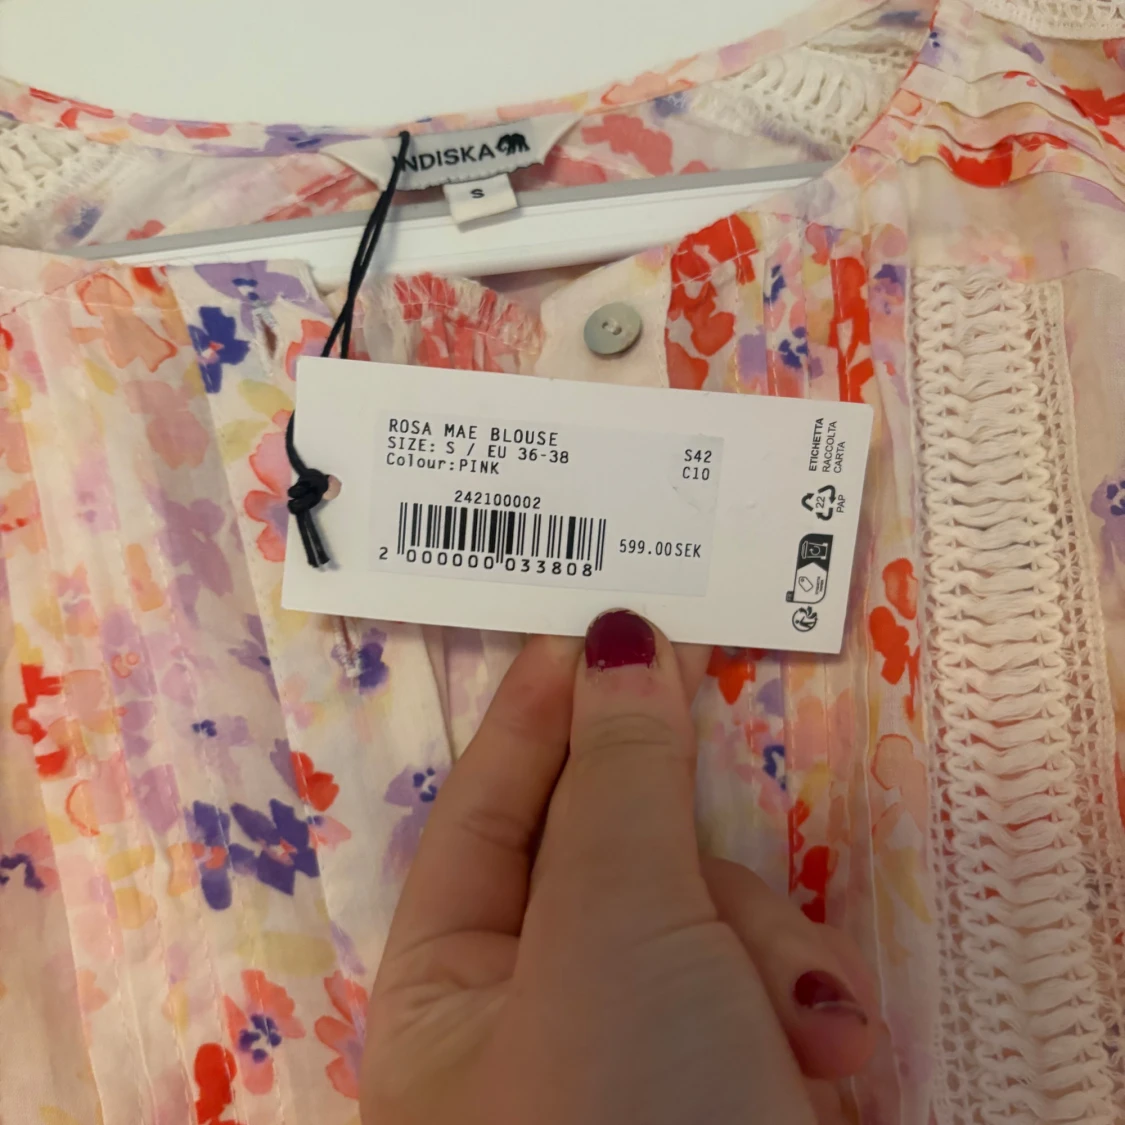 INDISKA
S
ROSA MAE BLOUSE
SIZE: S / EU 36-38
Colour:PINK
S42
C10
242100002
2 000000 033808
599.00SEK
ETICHETTA
RACCOLTA
CARTA
22
PAP